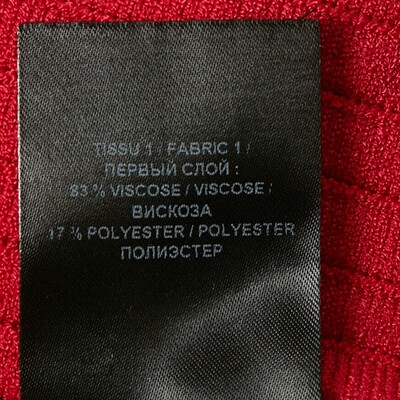 TISSU 1 / FABRIC 1 /
ПЕРВЫЙ СЛОЙ :
83 % VISCOSE / VISCOSE /
ВИСКОЗА
17 % POLYESTER / POLYESTER
ПОЛИЭСТЕР